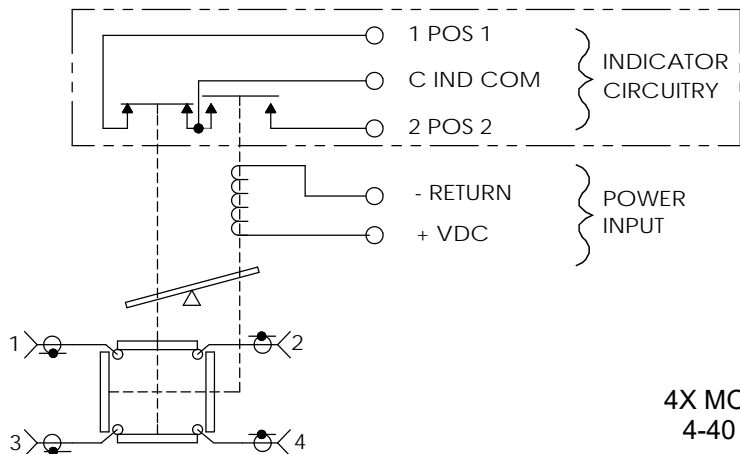 1 POS 1
C IND COM
2 POS 2
INDICATOR
CIRCUITRY
- RETURN
+ VDC
POWER
INPUT
1
2
3
4
4X MO
4-40